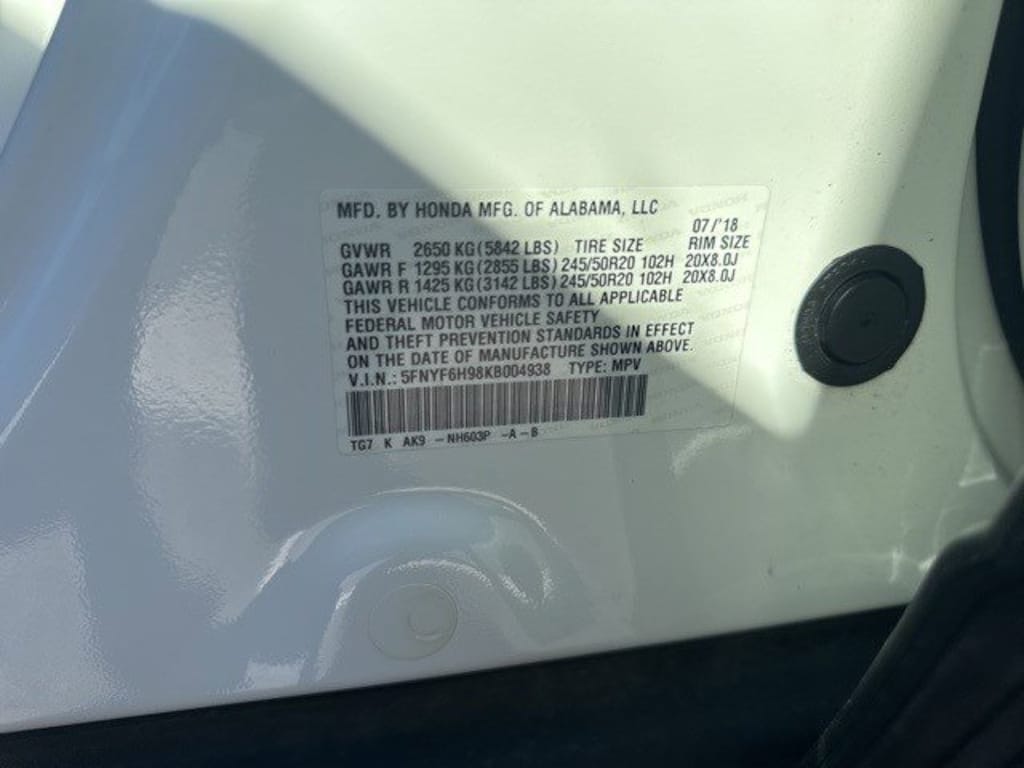 MFD. BY HONDA MFG. OF ALABAMA, LLC
07/'18
GVWR 2650 KG (5842 LBS) TIRE SIZE RIM SIZE
GAWR F 1295 KG (2855 LBS) 245/50R20 102H 20X8.0J
GAWR R 1425 KG (3142 LBS) 245/50R20 102H 20X8.0J
THIS VEHICLE CONFORMS TO ALL APPLICABLE
FEDERAL MOTOR VEHICLE SAFETY
AND THEFT PREVENTION STANDARDS IN EFFECT
ON THE DATE OF MANUFACTURE SHOWN ABOVE.
V.I.N.: 5FNYF6H98KB004938 TYPE: MPV
TG7 K AK9 -NH603P -A-B